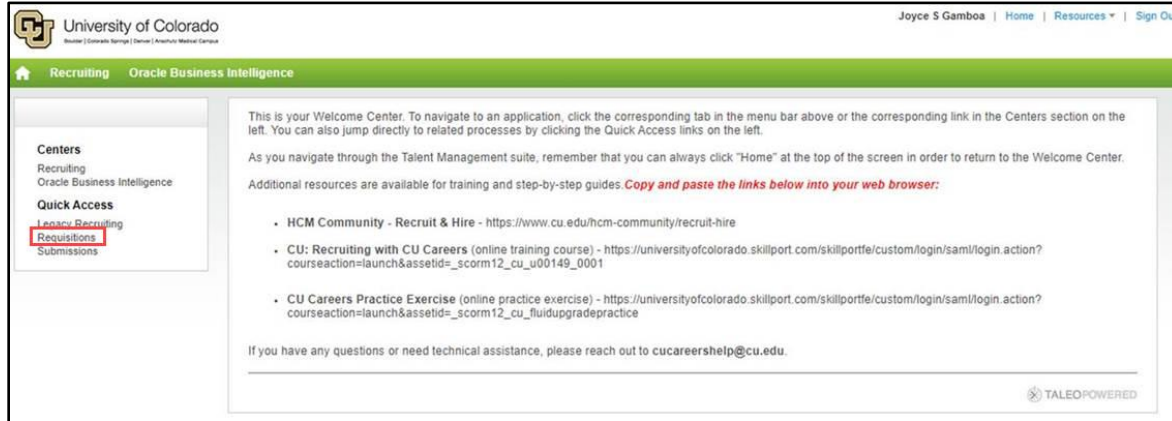 University of Colorado
Boulder | Colorado Springs | Denver | Anschutz Medical Campus
Joyce S Gamboa | Home | Resources | Sign Ou
Recruiting Oracle Business Intelligence
Centers
Recruiting
Oracle Business Intelligence
Quick Access
Legacy Recruiting
Requisitions
Submissions
This is your Welcome Center. To navigate to an application, click the corresponding tab in the menu bar above or the corresponding link in the Centers section on the
left. You can also jump directly to related processes by clicking the Quick Access links on the left.
As you navigate through the Talent Management suite, remember that you can always click "Home" at the top of the screen in order to return to the Welcome Center.
Additional resources are available for training and step-by-step guides.Copy and paste the links below into your web browser:
• HCM Community - Recruit & Hire - https://www.cu.edu/hcm-community/recruit-hire
• CU: Recruiting with CU Careers (online training course) - https://universityofcolorado.skillport.com/skillportfe/custom/login/saml/login.action?
courseaction=launch&assetid=_scorm12_cu_u00149_0001
• CU Careers Practice Exercise (online practice exercise) - https://universityofcolorado.skillport.com/skillportfe/custom/login/saml/login.action?
courseaction=launch&assetid=_scorm12_cu_fluidupgradepractice
If you have any questions or need technical assistance, please reach out to cucareershelp@cu.edu.
TALEOPOWERED